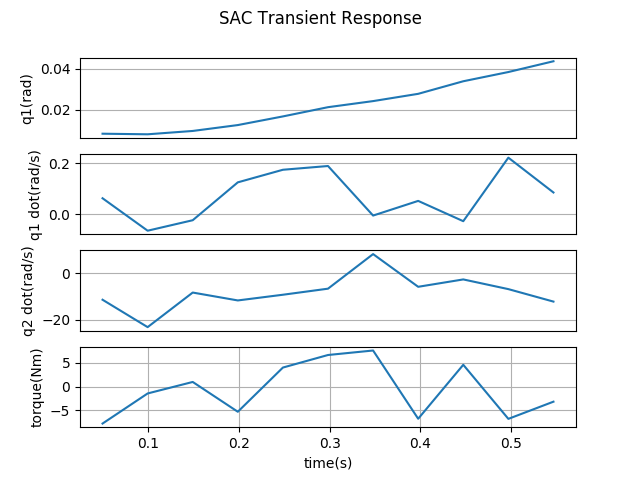 SAC Transient Response
q1(rad)
0.04
0.02
q1 dot(rad/s)
0.2
0.0
q2 dot(rad/s)
0
−20
torque(Nm)
5
0
−5
0.1 0.2 0.3 0.4 0.5
time(s)